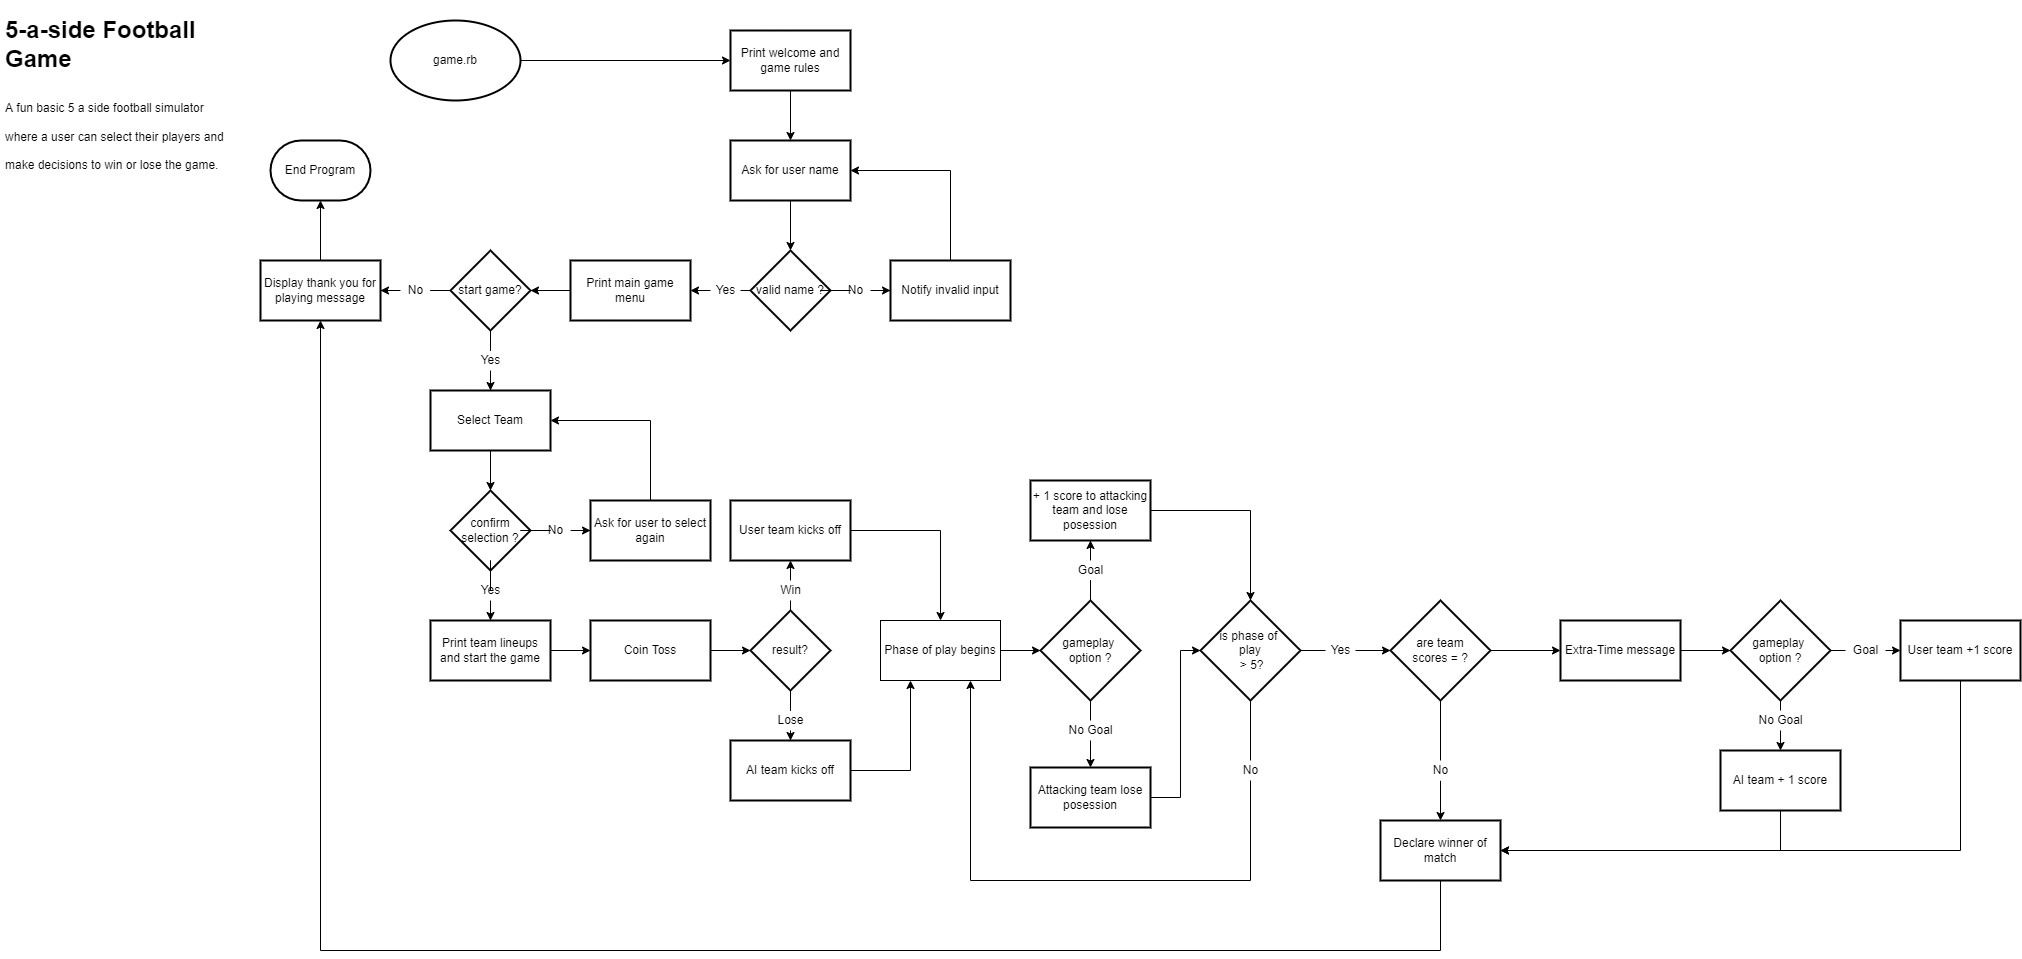 5-a-side Football
Game
A fun basic 5 a side football simulator
where a user can select their players and
make decisions to win or lose the game.
game.rb
Print welcome and
game rules
End Program
Ask for user name
Display thank you for
playing message
No
start game?
Print main game
menu
Yes
valid name ?
No
Notify invalid input
Yes
Select Team
confirm
selection ?
No
Ask for user to select
again
Yes
Print team lineups
and start the game
Coin Toss
User team kicks off
Win
result?
Lose
AI team kicks off
Phase of play begins
+ 1 score to attacking
team and lose
posession
Goal
gameplay
option ?
No Goal
Attacking team lose
posession
is phase of
play
> 5?
No
Yes
are team
scores = ?
No
Declare winner of
match
Extra-Time message
gameplay
option ?
Goal
User team +1 score
No Goal
AI team + 1 score